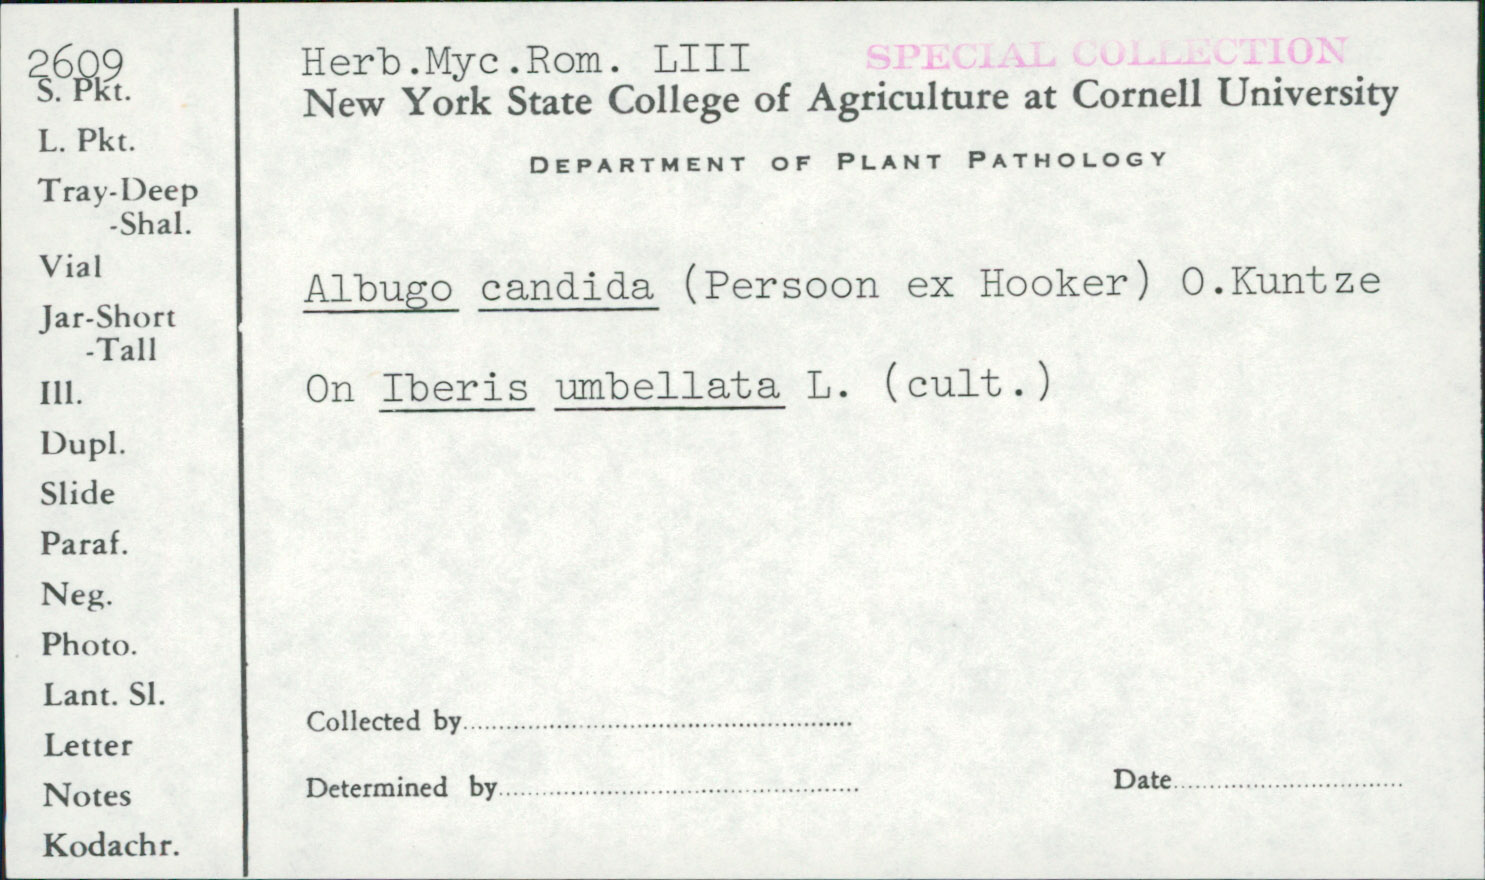 2609
S. Pkt.
L. Pkt.
Tray-Deep
-Shal.
Vial
Jar-Short
-Tall
Ill.
Dupl.
Slide
Paraf.
Neg.
Photo.
Lant. Sl.
Letter
Notes
Kodachr.
Herb.Myc.Rom. LIII SPECIAL COLLECTION
New York State College of Agriculture at Cornell University
DEPARTMENT OF PLANT PATHOLOGY
Albugo candida (Persoon ex Hooker) O.Kuntze
On Iberis umbellata L. (cult.)
Collected by
Determined by Date